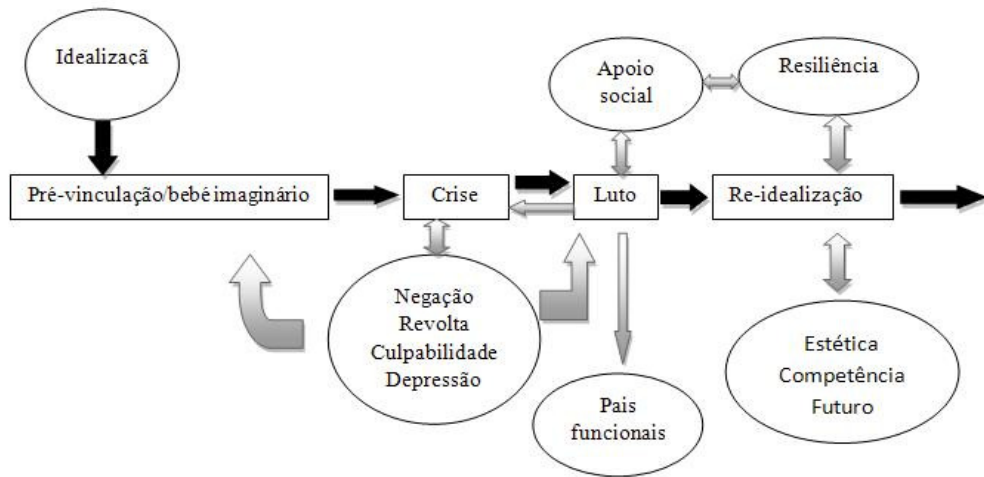 Idealizaçã
Apoio
social
Resiliência
Pré-vinculação/bebé imaginário
Crise
Luto
Re-idealização
Negação
Revolta
Culpabilidade
Depressão
Pais
funcionais
Estética
Competência
Futuro